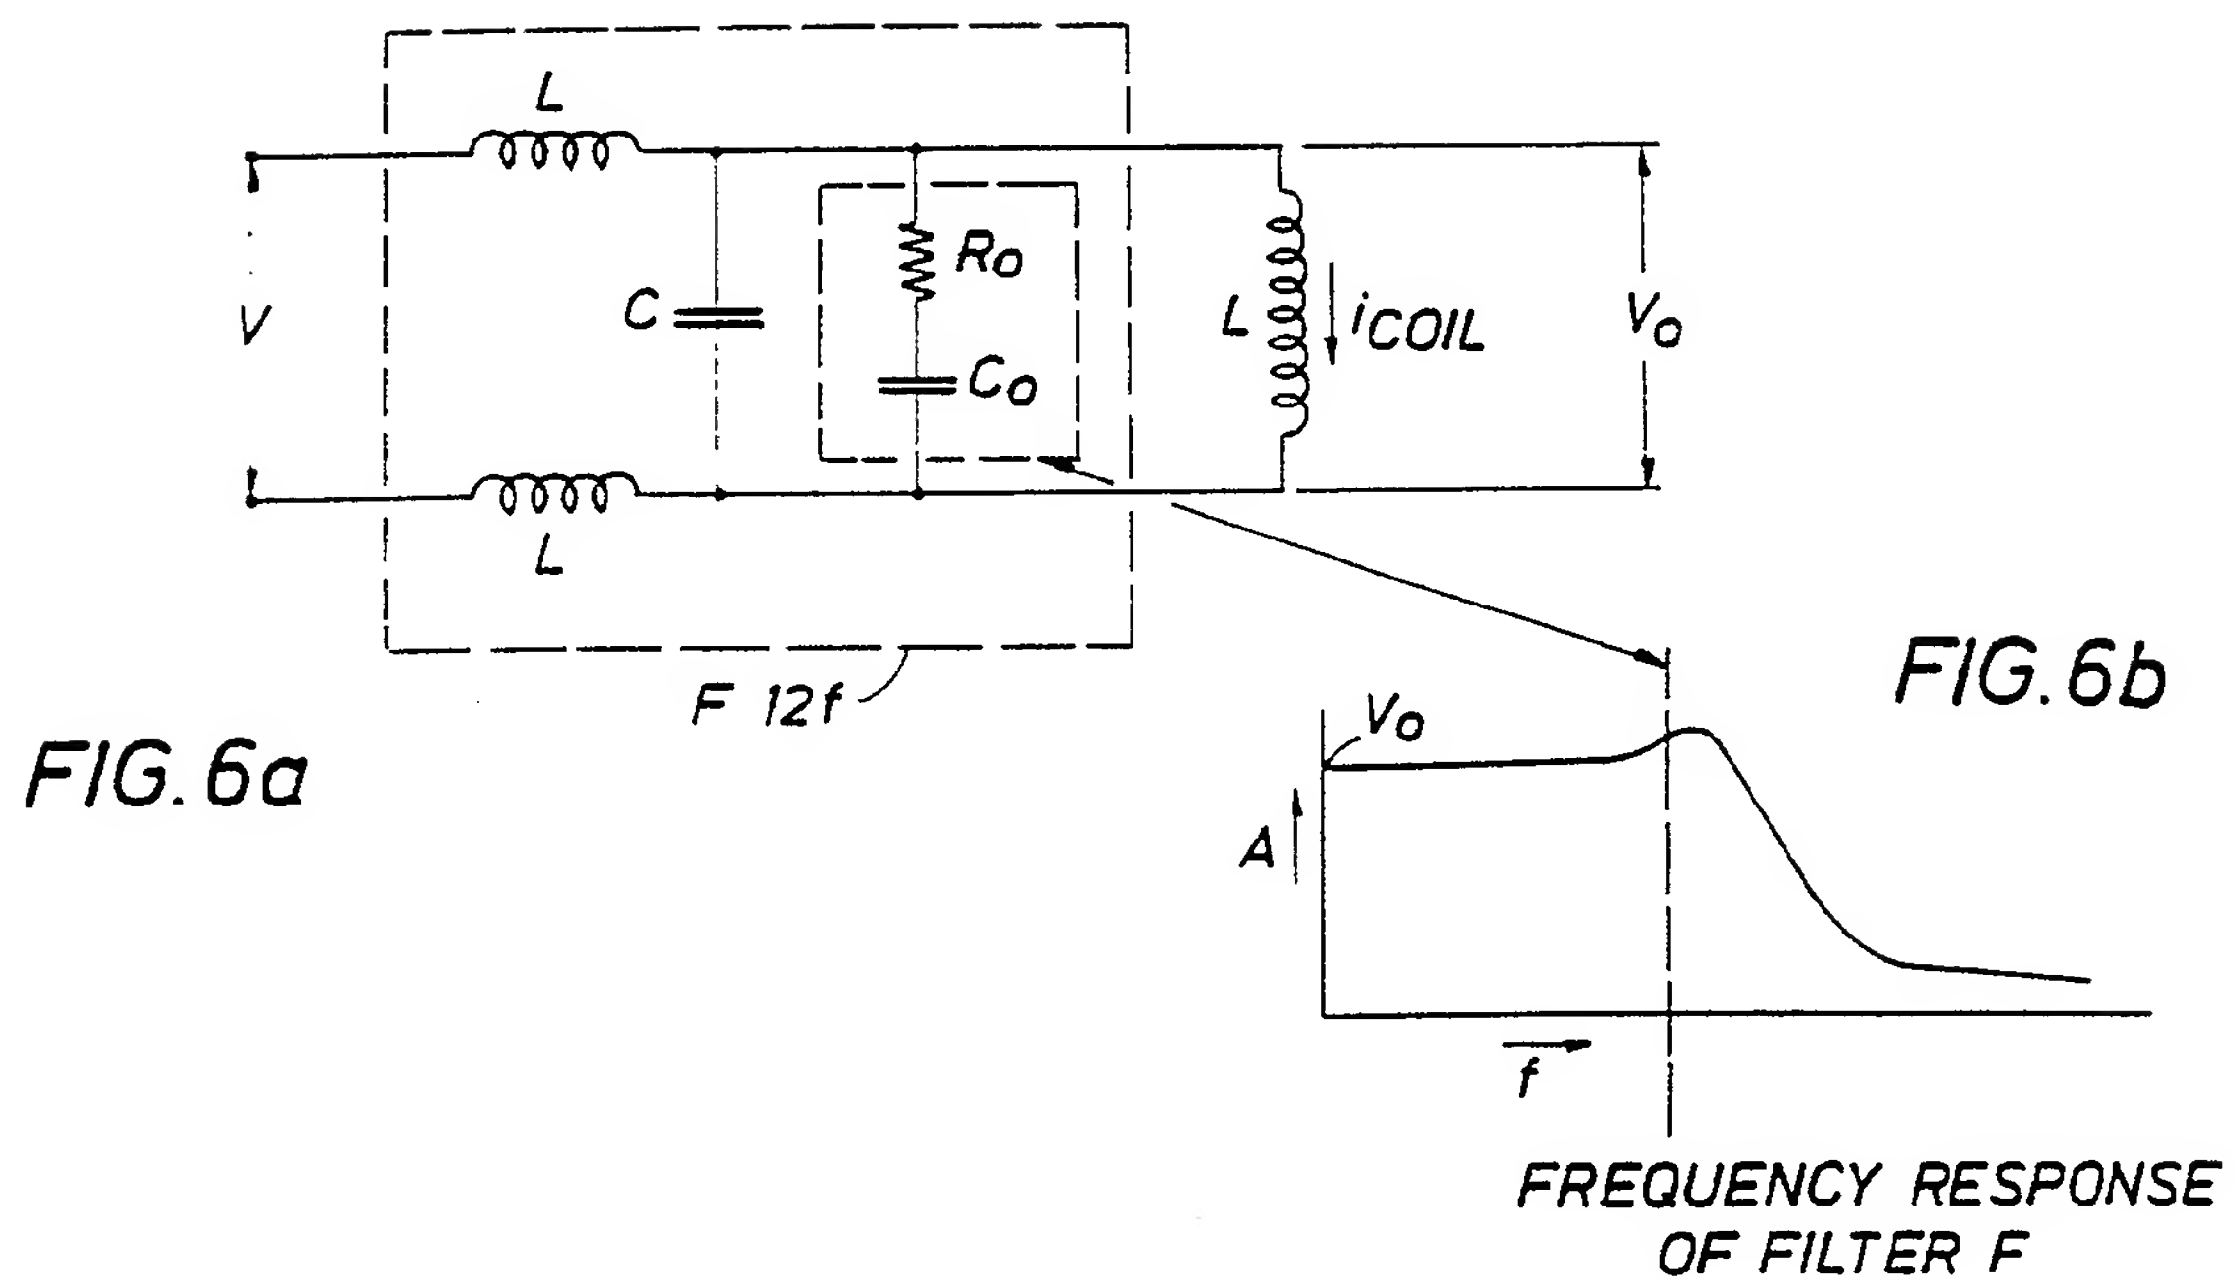 L
V
C
Ro
Co
L
iCOIL
Vo
L
F 12f
FIG. 6a
FIG. 6b
Vo
A
f
FREQUENCY RESPONSE
OF FILTER F